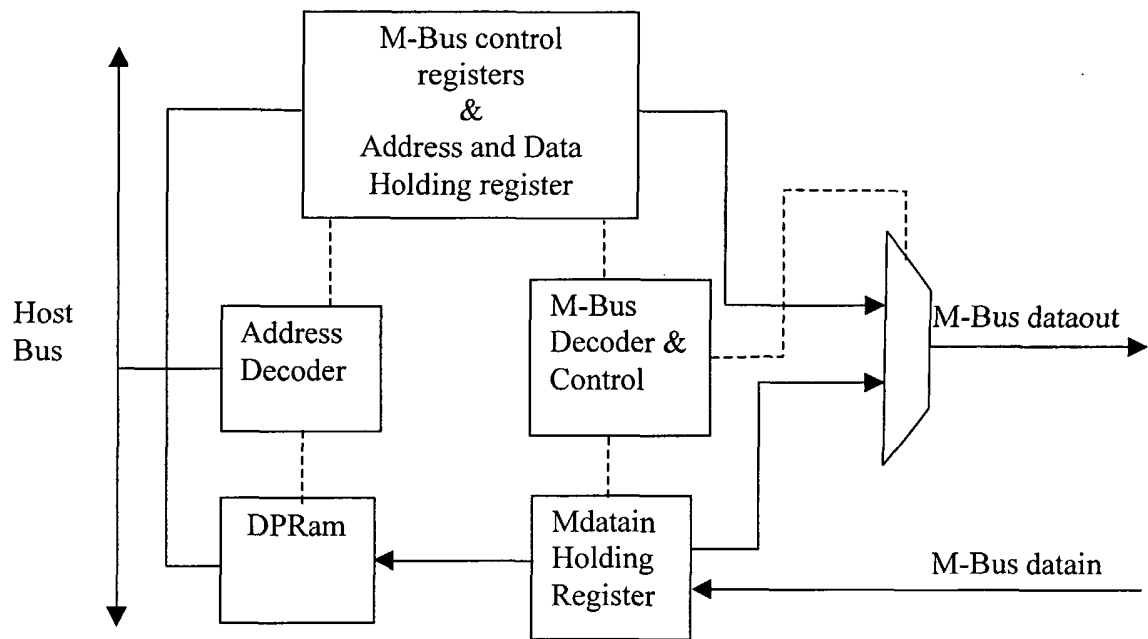 M-Bus control
registers
&
Address and Data
Holding register
Host
Bus
Address
Decoder
M-Bus
Decoder &
Control
M-Bus dataout
DPRam
Mdatain
Holding
Register
M-Bus datain